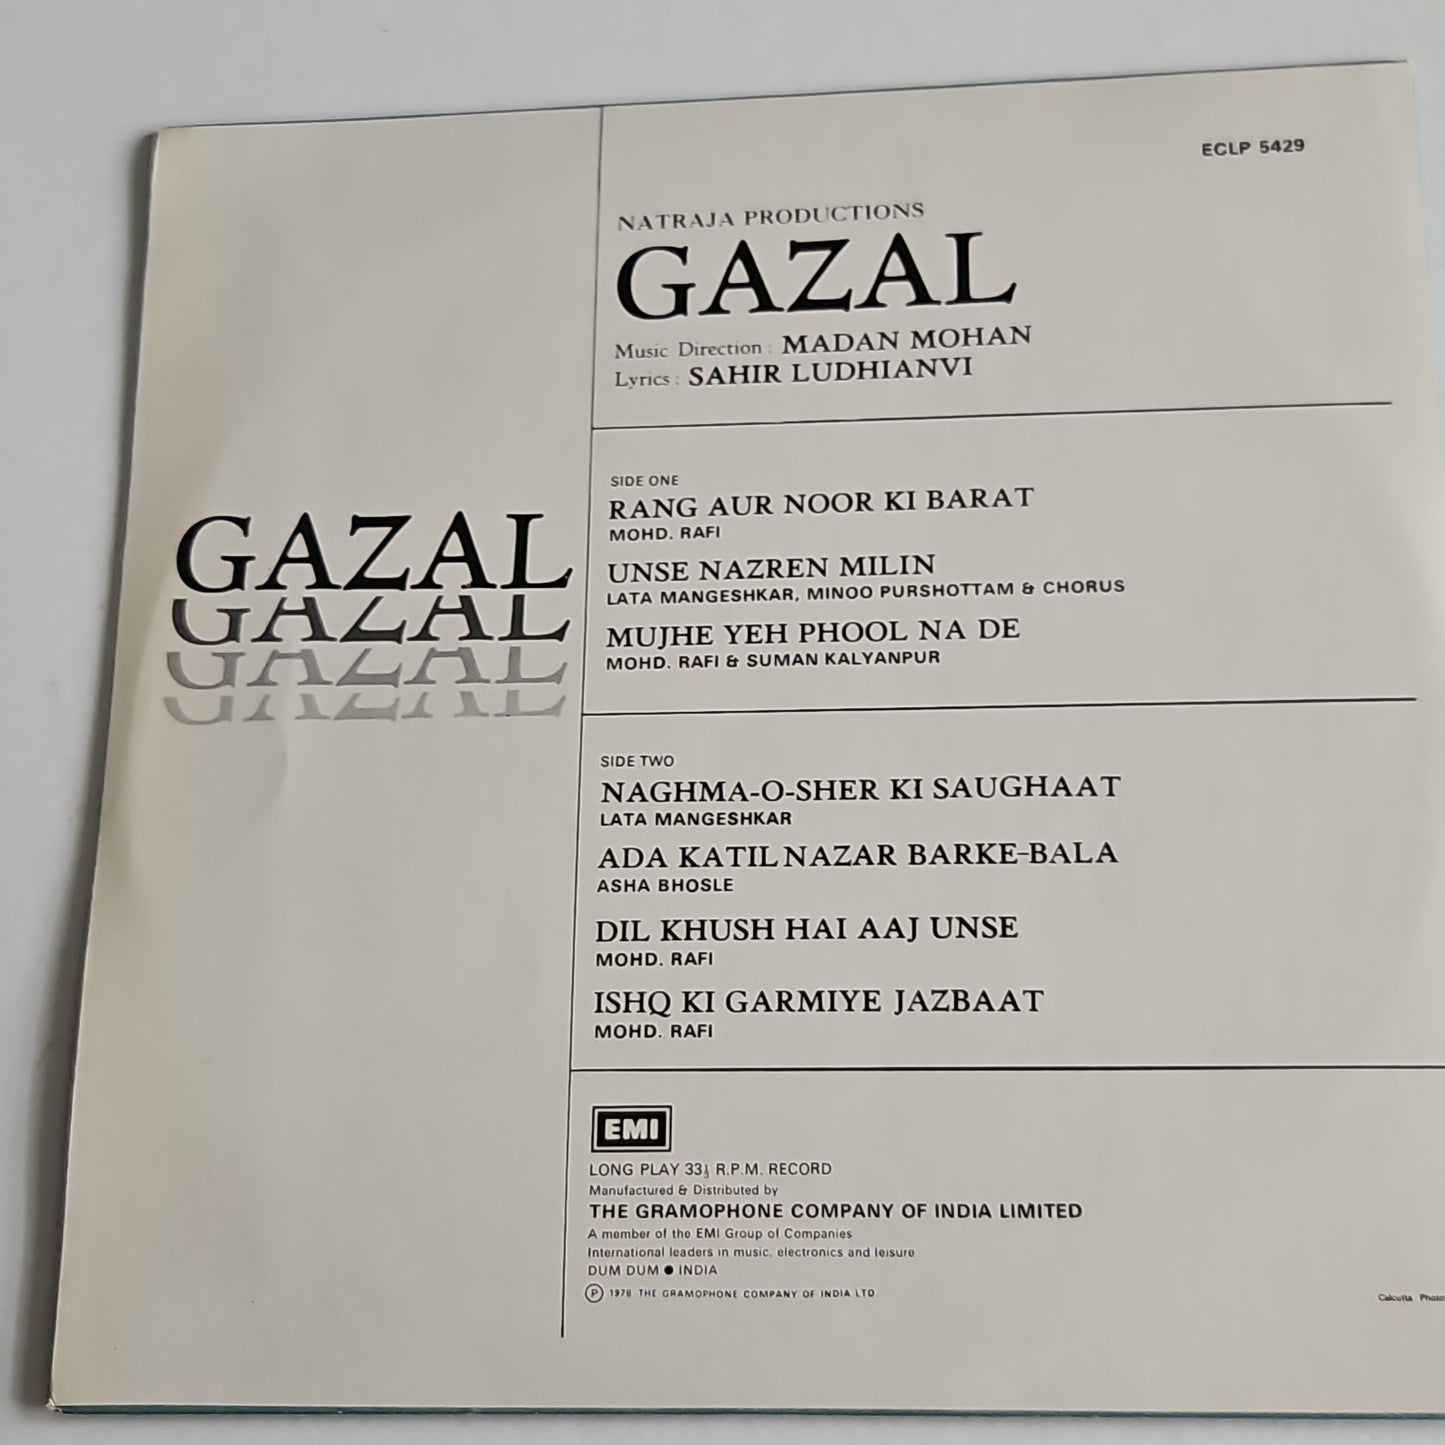 ECLP 5429
NATRAJA PRODUCTIONS
GAZAL
Music Direction : MADAN MOHAN
Lyrics : SAHIR LUDHIANVI
GAZAL
GAZAL
GAZAL
GAZAL
SIDE ONE
RANG AUR NOOR KI BARAT
MOHD. RAFI
UNSE NAZREN MILIN
LATA MANGESHKAR, MINOO PURSHOTTAM & CHORUS
MUJHE YEH PHOOL NA DE
MOHD. RAFI & SUMAN KALYANPUR
SIDE TWO
NAGHMA-O-SHER KI SAUGHAAT
LATA MANGESHKAR
ADA KATIL NAZAR BARKE-BALA
ASHA BHOSLE
DIL KHUSH HAI AAJ UNSE
MOHD. RAFI
ISHQ KI GARMIYE JAZBAAT
MOHD. RAFI
EMI
LONG PLAY 33⅓ R.P.M. RECORD
Manufactured & Distributed by
THE GRAMOPHONE COMPANY OF INDIA LIMITED
A member of the EMI Group of Companies
International leaders in music, electronics and leisure
DUM DUM ● INDIA
Ⓟ 1978 THE GRAMOPHONE COMPANY OF INDIA LTD
Calcutta